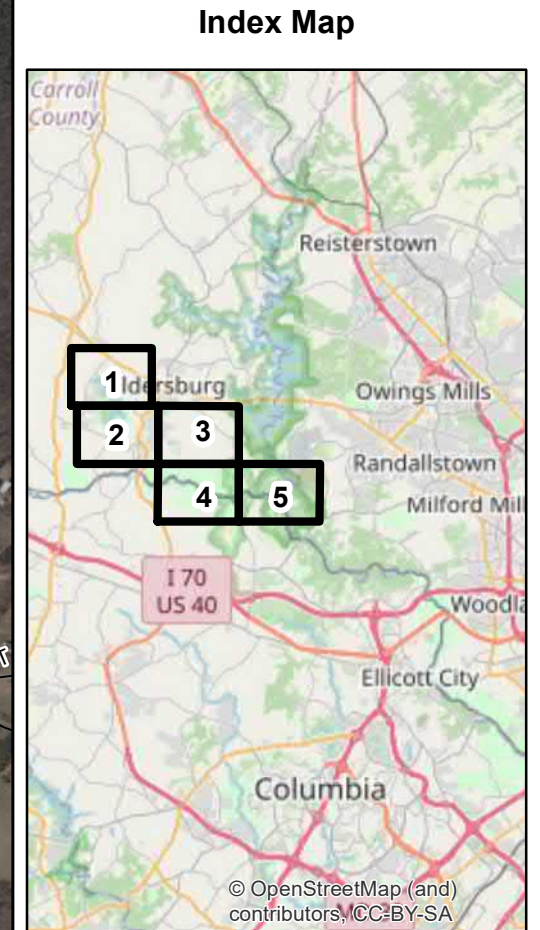 Index Map
Carroll
County
Reisterstown
1 ldersburg
Owings Mills
2
3
Randallstown
4
5
Milford Mil
I 70
US 40
Woodla
Ellicott City
Columbia
© OpenStreetMap (and)
contributors, CC-BY-SA